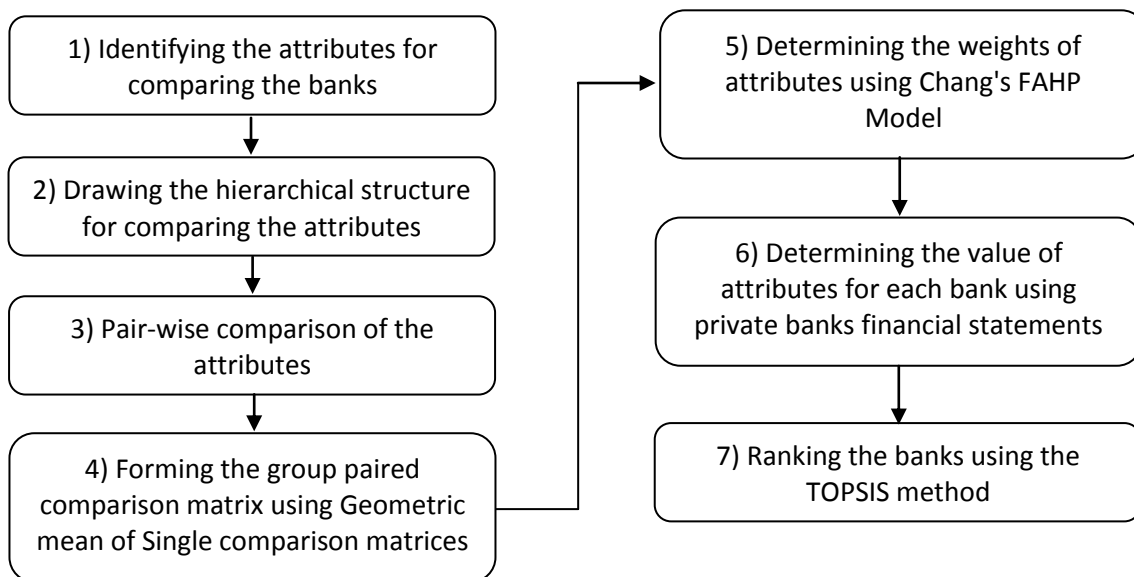 1) Identifying the attributes for
comparing the banks
2) Drawing the hierarchical structure
for comparing the attributes
3) Pair-wise comparison of the
attributes
4) Forming the group paired
comparison matrix using Geometric
mean of Single comparison matrices
5) Determining the weights of
attributes using Chang's FAHP
Model
6) Determining the value of
attributes for each bank using
private banks financial statements
7) Ranking the banks using the
TOPSIS method